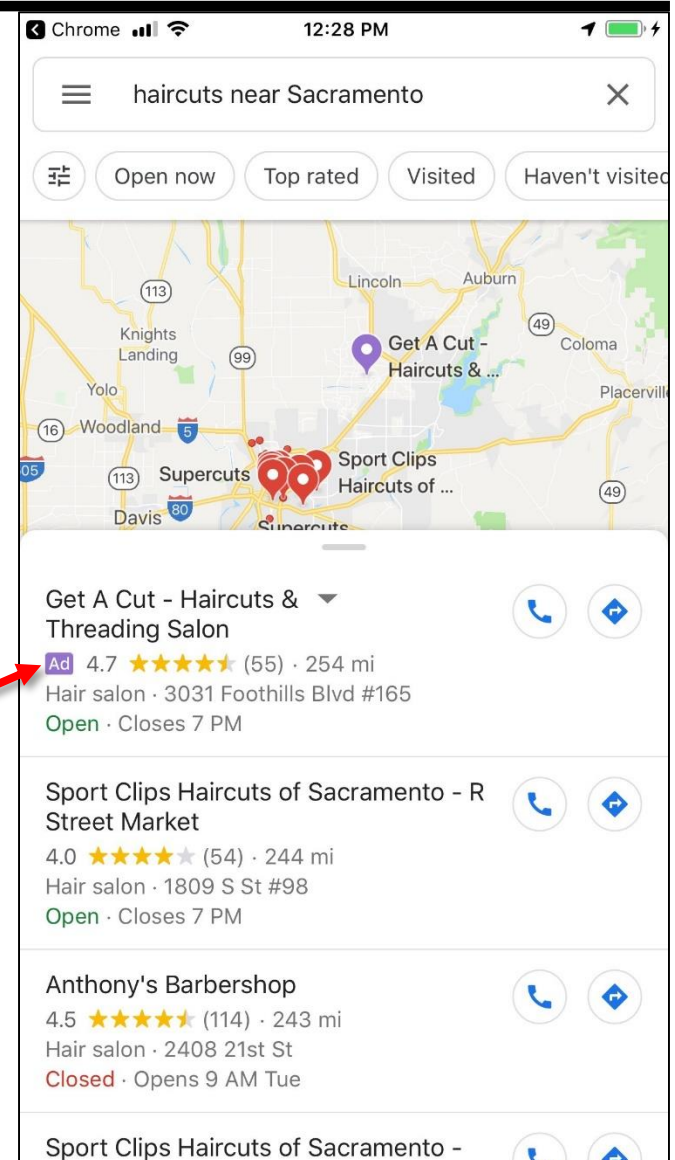 Chrome 12:28 PM
haircuts near Sacramento
Open now Top rated Visited Haven't visited
Lincoln Auburn
113
49
Knights
Landing
99
Get A Cut -
Haircuts & ...
Coloma
Yolo
Placerville
16 Woodland 5
05
113 Supercuts
Sport Clips
Haircuts of ...
49
Davis 80
Supercuts
Get A Cut - Haircuts &
Threading Salon
Ad 4.7 (55) · 254 mi
Hair salon · 3031 Foothills Blvd #165
Open · Closes 7 PM
Sport Clips Haircuts of Sacramento - R
Street Market
4.0 (54) · 244 mi
Hair salon · 1809 S St #98
Open · Closes 7 PM
Anthony's Barbershop
4.5 (114) · 243 mi
Hair salon · 2408 21st St
Closed · Opens 9 AM Tue
Sport Clips Haircuts of Sacramento -